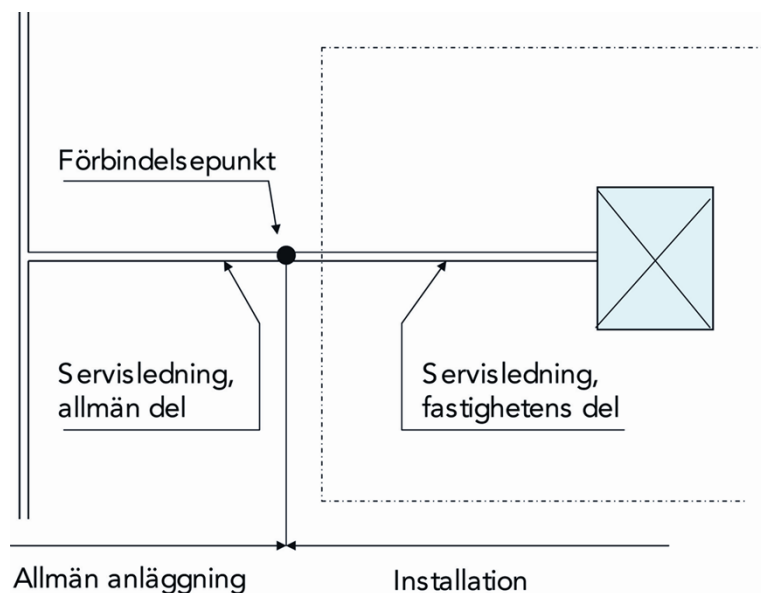 Förbindelsepunkt
Servisledning,
allmän del
Servisledning,
fastighetens del
Allmän anläggning
Installation